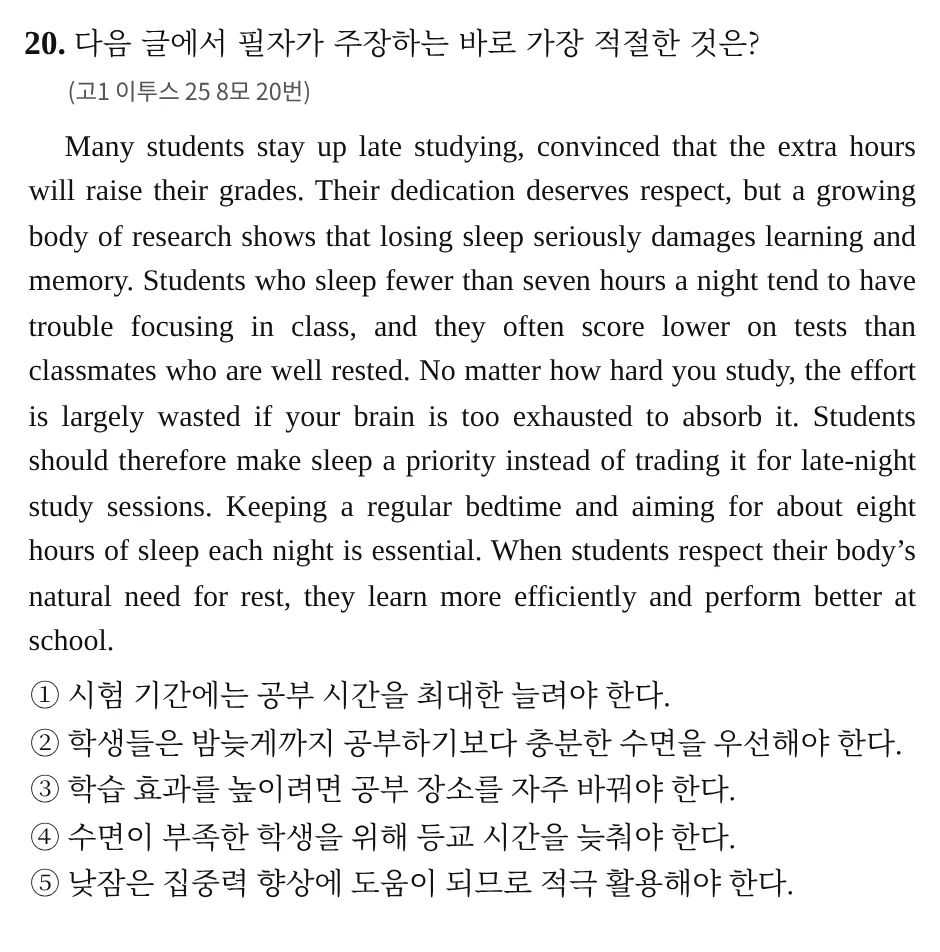 20. 다음 글에서 필자가 주장하는 바로 가장 적절한 것은?
(고1 이투스 25 8모 20번)
Many students stay up late studying, convinced that the extra hours
will raise their grades. Their dedication deserves respect, but a growing
body of research shows that losing sleep seriously damages learning and
memory. Students who sleep fewer than seven hours a night tend to have
trouble focusing in class, and they often score lower on tests than
classmates who are well rested. No matter how hard you study, the effort
is largely wasted if your brain is too exhausted to absorb it. Students
should therefore make sleep a priority instead of trading it for late-night
study sessions. Keeping a regular bedtime and aiming for about eight
hours of sleep each night is essential. When students respect their body’s
natural need for rest, they learn more efficiently and perform better at
school.
① 시험 기간에는 공부 시간을 최대한 늘려야 한다.
② 학생들은 밤늦게까지 공부하기보다 충분한 수면을 우선해야 한다.
③ 학습 효과를 높이려면 공부 장소를 자주 바꿔야 한다.
④ 수면이 부족한 학생을 위해 등교 시간을 늦춰야 한다.
⑤ 낮잠은 집중력 향상에 도움이 되므로 적극 활용해야 한다.